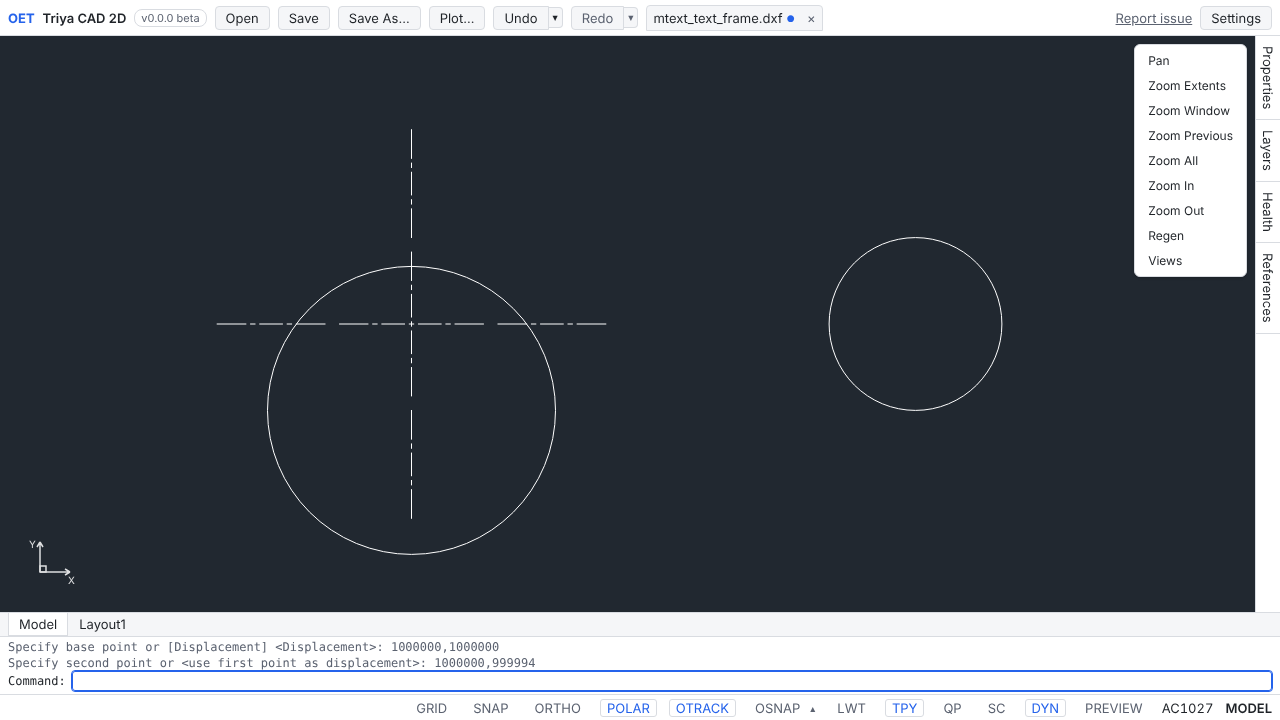 OET Triya CAD 2D v0.0.0 beta Open Save Save As... Plot... Undo ▾ Redo ▾ mtext_text_frame.dxf ● × Report issue Settings
Pan
Zoom Extents
Zoom Window
Zoom Previous
Zoom All
Zoom In
Zoom Out
Regen
Views
Properties
Layers
Health
References
Y
X
Model Layout1
Specify base point or [Displacement] <Displacement>: 1000000,1000000
Specify second point or <use first point as displacement>: 1000000,999994
Command:
GRID SNAP ORTHO POLAR OTRACK OSNAP ▴ LWT TPY QP SC DYN PREVIEW AC1027 MODEL